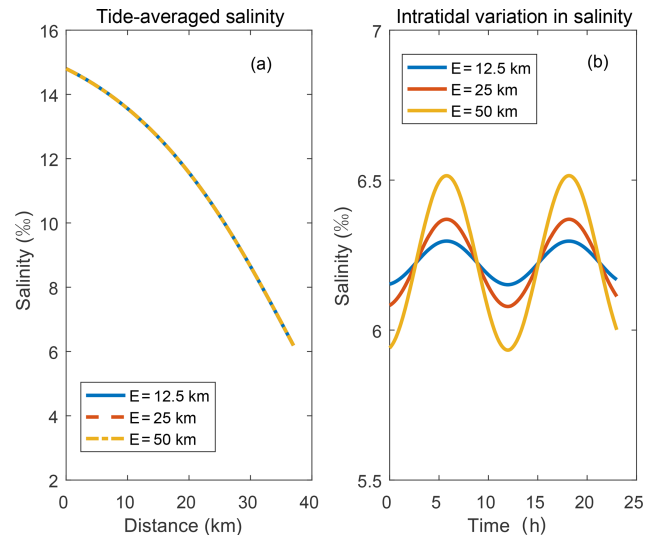 Tide-averaged salinity
(a)
16
14
12
10
8
6
4
2
Salinity (‰)
E = 12.5 km
E = 25 km
E = 50 km
0 10 20 30 40
Distance (km)
Intratidal variation in salinity
(b)
7
6.5
6
5.5
Salinity (‰)
E = 12.5 km
E = 25 km
E = 50 km
0 5 10 15 20 25
Time (h)